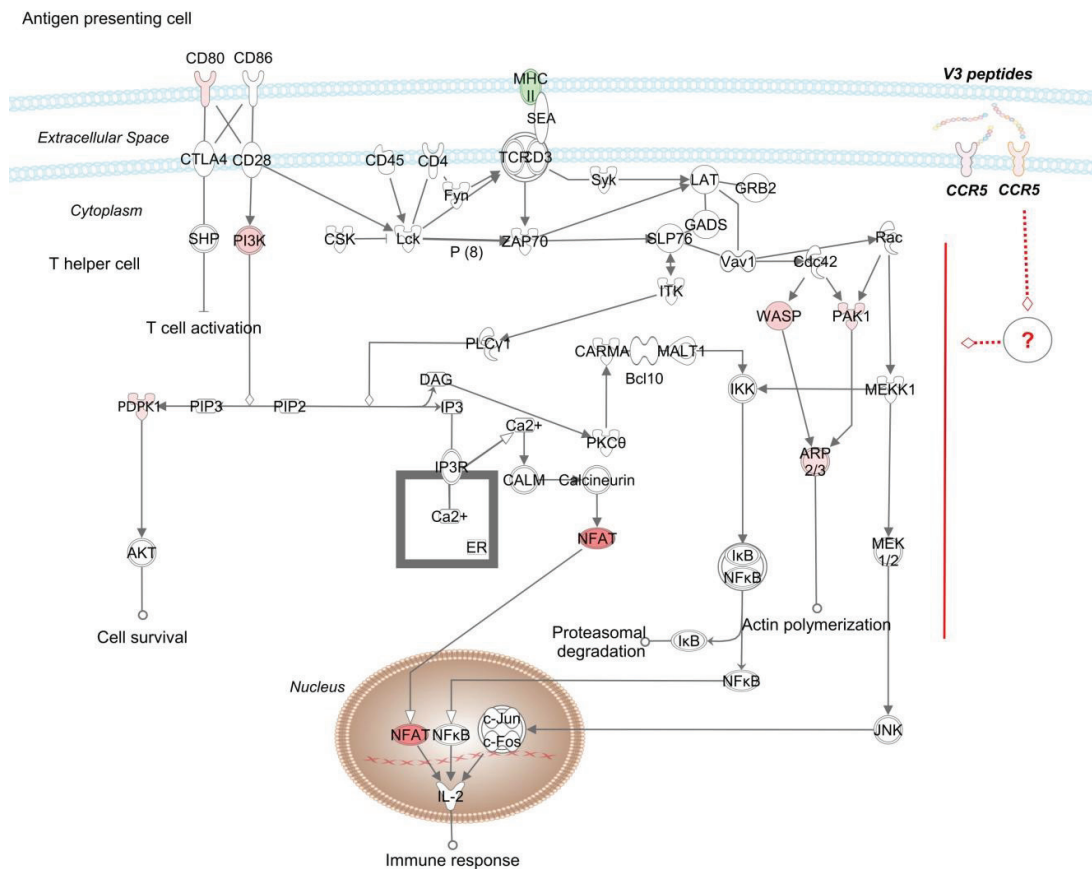 Antigen presenting cell
CD80
CD86
MHC
II
V3 peptides
Extracellular Space
SEA
CTLA4
CD28
CD45
CD4
TCR
CD3
Fyn
Syk
LAT
GRB2
CCR5
CCR5
Cytoplasm
GADS
SHP
PI3K
CSK
Lck
P (8)
ZAP70
SLP76
Vav1
Cdc42
Rac
T helper cell
ITK
WASP
PAK1
T cell activation
PLCγ1
CARMA
MALT1
Bcl10
?
DAG
IKK
MEKK1
PDPK1
PIP3
PIP2
IP3
Ca2+
PKCθ
ARP
2/3
IP3R
CALM
Calcineurin
Ca2+
ER
NFAT
AKT
IκB
NFκB
MEK
1/2
Cell survival
Proteasomal
degradation
IκB
Actin polymerization
Nucleus
NFκB
NFAT
NFκB
c-Jun
c-Fos
JNK
IL-2
Immune response